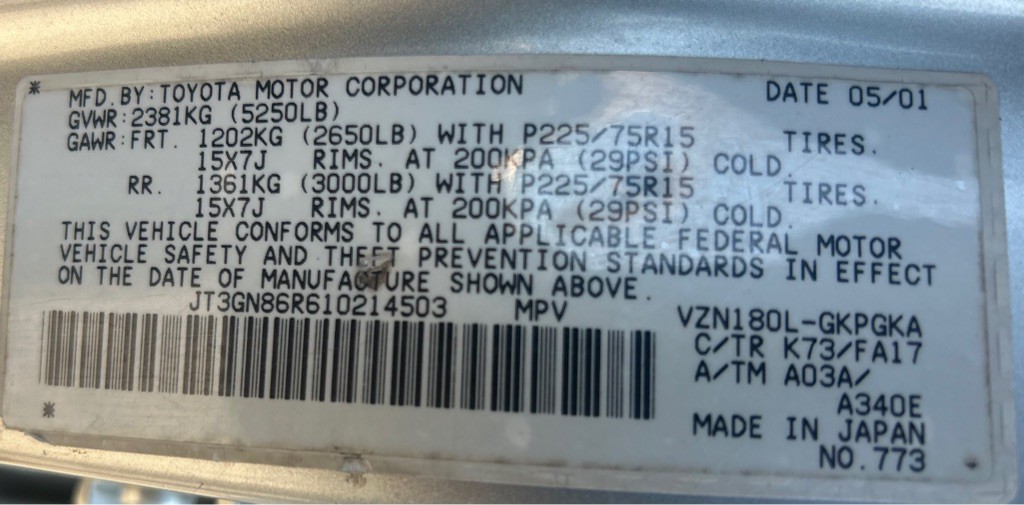 * MFD.BY:TOYOTA MOTOR CORPORATION DATE 05/01
GVWR:2381KG (5250LB)
GAWR:FRT. 1202KG (2650LB) WITH P225/75R15 TIRES.
15X7J RIMS. AT 200KPA (29PSI) COLD.
RR. 1361KG (3000LB) WITH P225/75R15 TIRES.
15X7J RIMS. AT 200KPA (29PSI) COLD.
THIS VEHICLE CONFORMS TO ALL APPLICABLE FEDERAL MOTOR
VEHICLE SAFETY AND THEFT PREVENTION STANDARDS IN EFFECT
ON THE DATE OF MANUFACTURE SHOWN ABOVE.
JT3GN86R610214503 MPV VZN180L-GKPGKA
C/TR K73/FA17
A/TM A03A/
* A340E
MADE IN JAPAN
NO.773